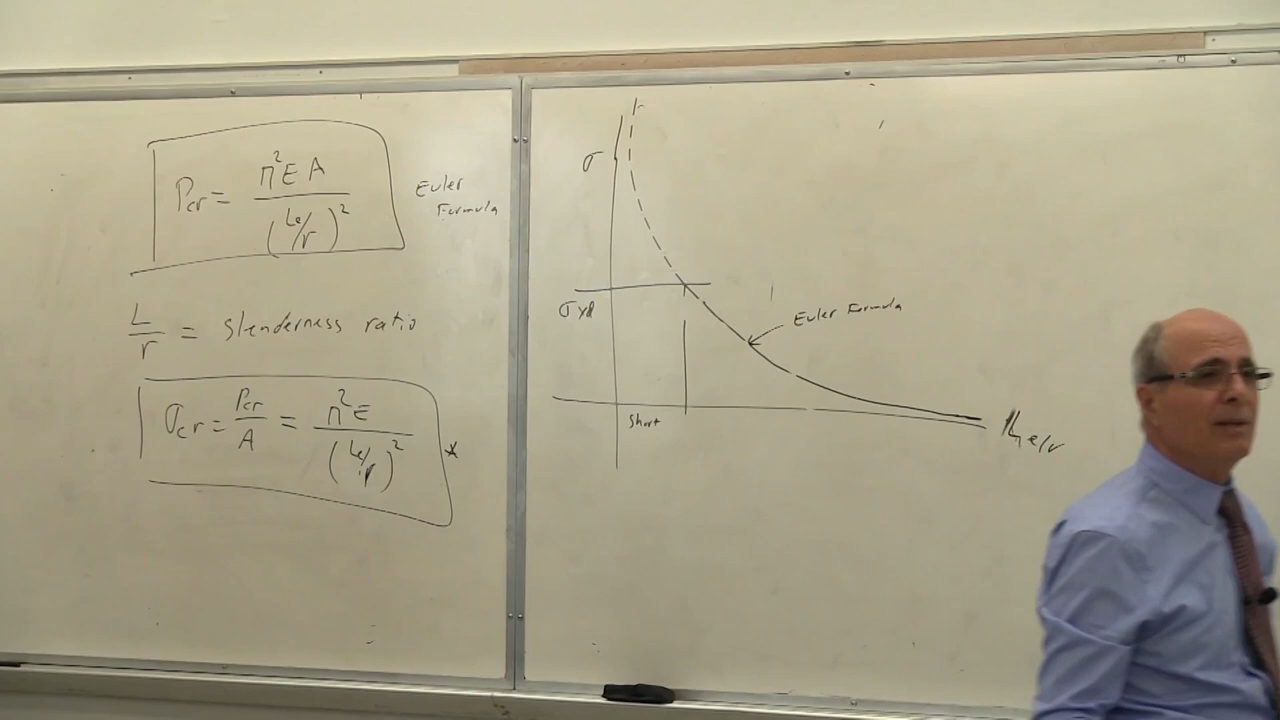 Pcr = π²EA / (Le/r)²
Euler
Formula
L/r = slenderness ratio
σcr = Pcr/A = π²E / (Le/r)² *
σ
σyd
Euler Formula
short
Le/r